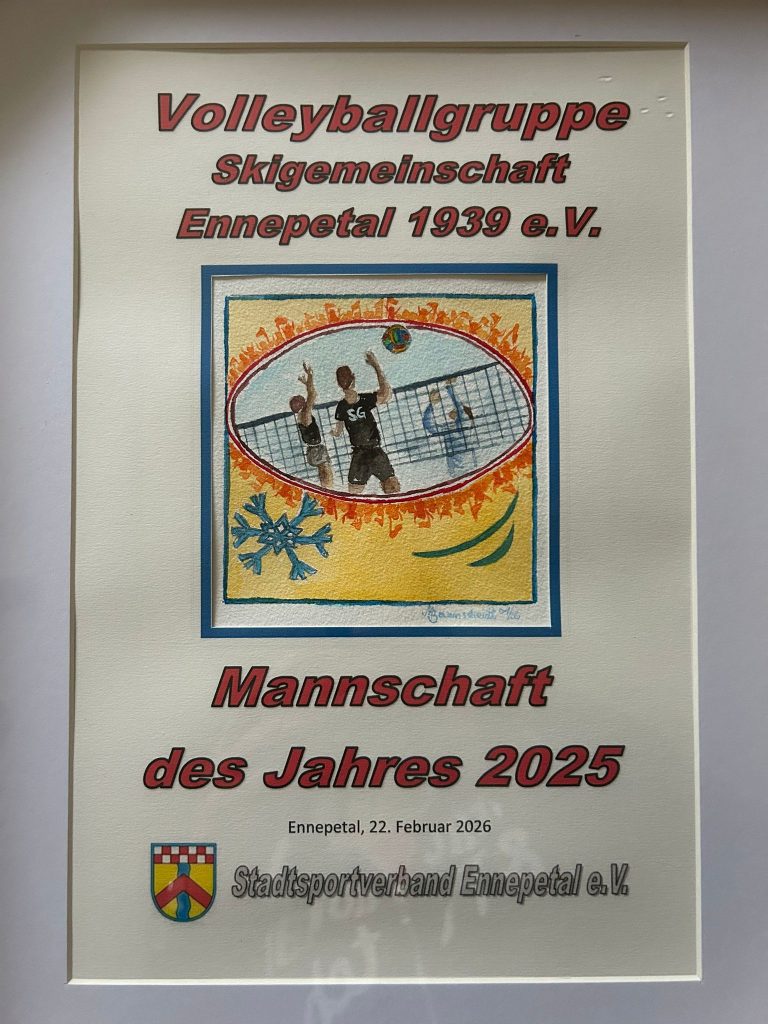 Volleyballgruppe
Skigemeinschaft
Ennepetal 1939 e.V.
SG
Mannschaft
des Jahres 2025
Ennepetal, 22. Februar 2026
Stadtsportverband Ennepetal e.V.